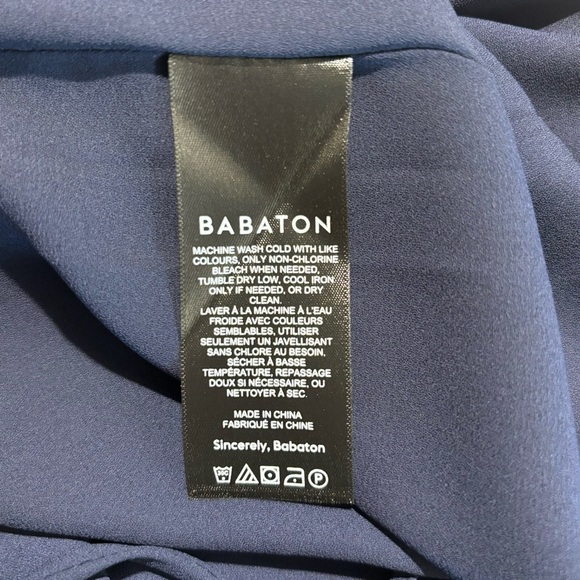 BABATON
MACHINE WASH COLD WITH LIKE
COLOURS, ONLY NON-CHLORINE
BLEACH WHEN NEEDED,
TUMBLE DRY LOW, COOL IRON
ONLY IF NEEDED, OR DRY
CLEAN.
LAVER À LA MACHINE À L'EAU
FROIDE AVEC COULEURS
SEMBLABLES, UTILISER
SEULEMENT UN JAVELLISANT
SANS CHLORE AU BESOIN,
SÉCHER À BASSE
TEMPÉRATURE, REPASSAGE
DOUX SI NÉCESSAIRE, OU
NETTOYER À SEC.
MADE IN CHINA
FABRIQUÉ EN CHINE
Sincerely, Babaton
30C P